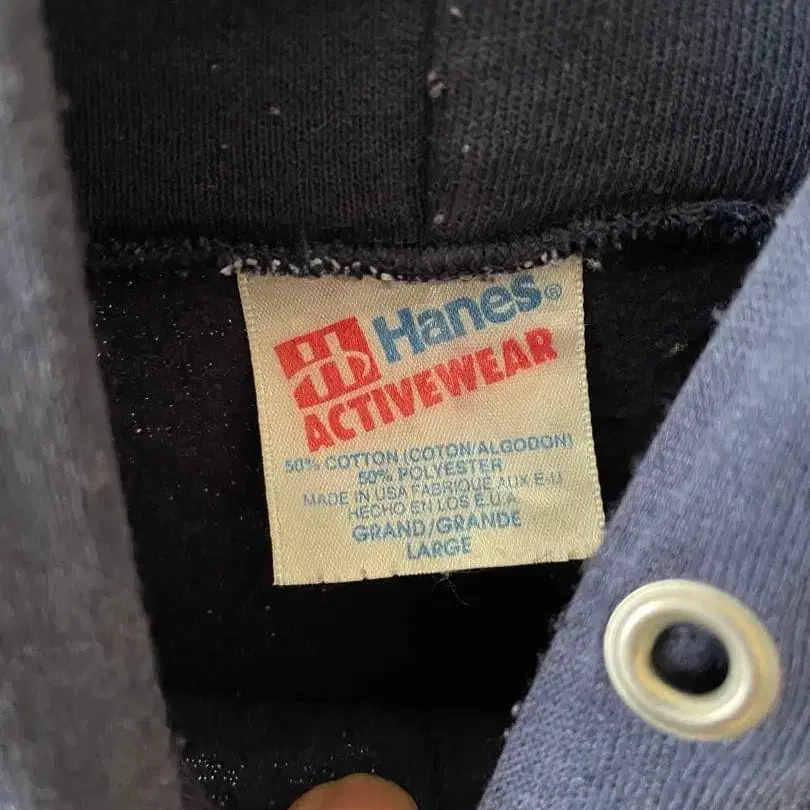 Hanes®
ACTIVEWEAR
50% COTTON (COTON/ALGODON)
50% POLYESTER
MADE IN USA FABRIQUE AUX E-U
HECHO EN LOS E.U.A.
GRAND/GRANDE
LARGE